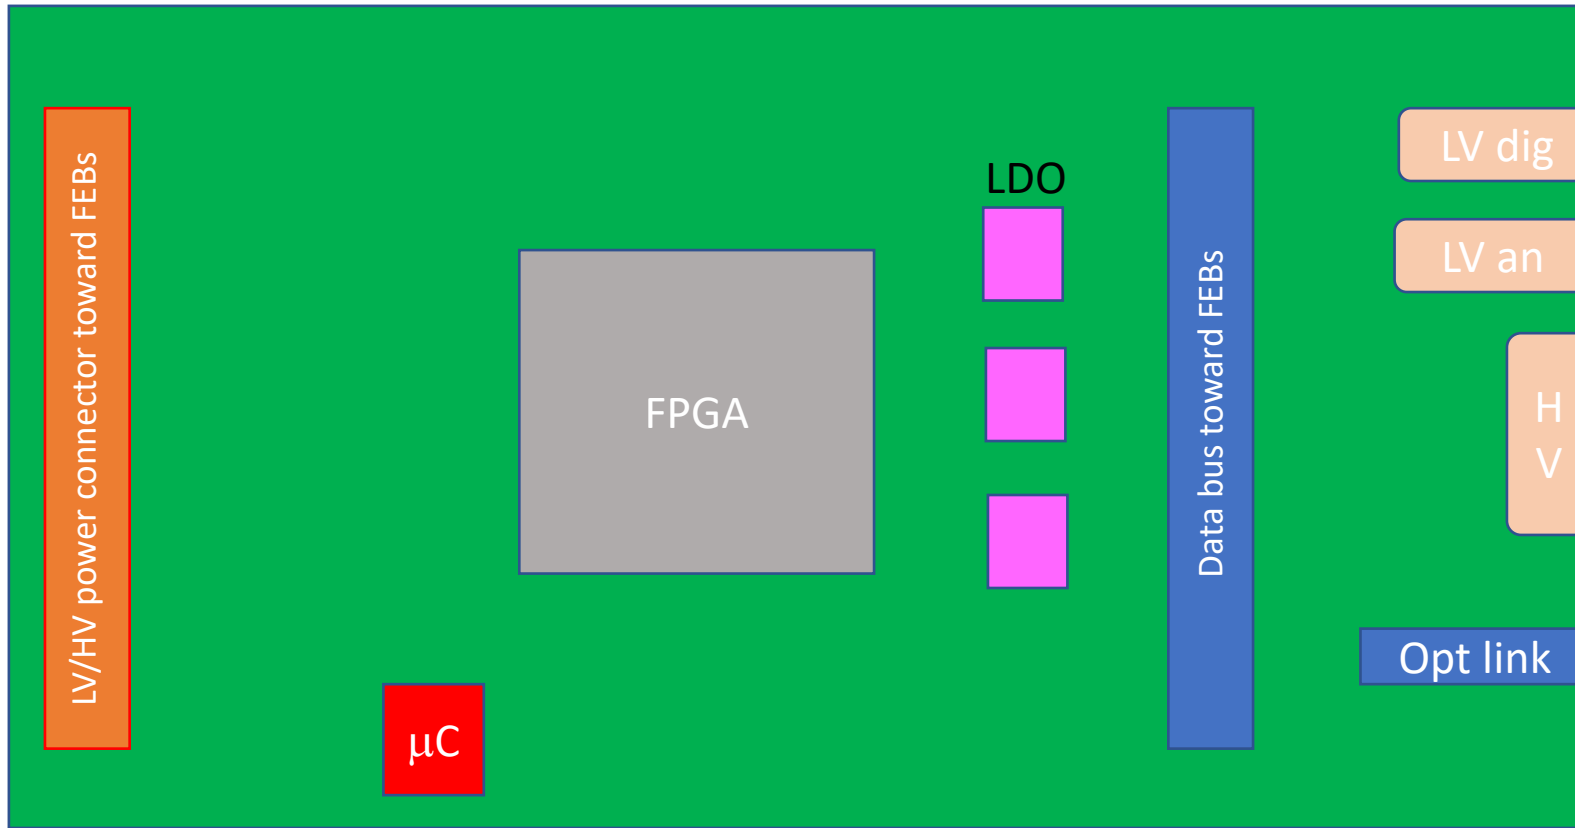 LV/HV power connector toward FEBs
FPGA
μC
LDO
Data bus toward FEBs
LV dig
LV an
H
V
Opt link